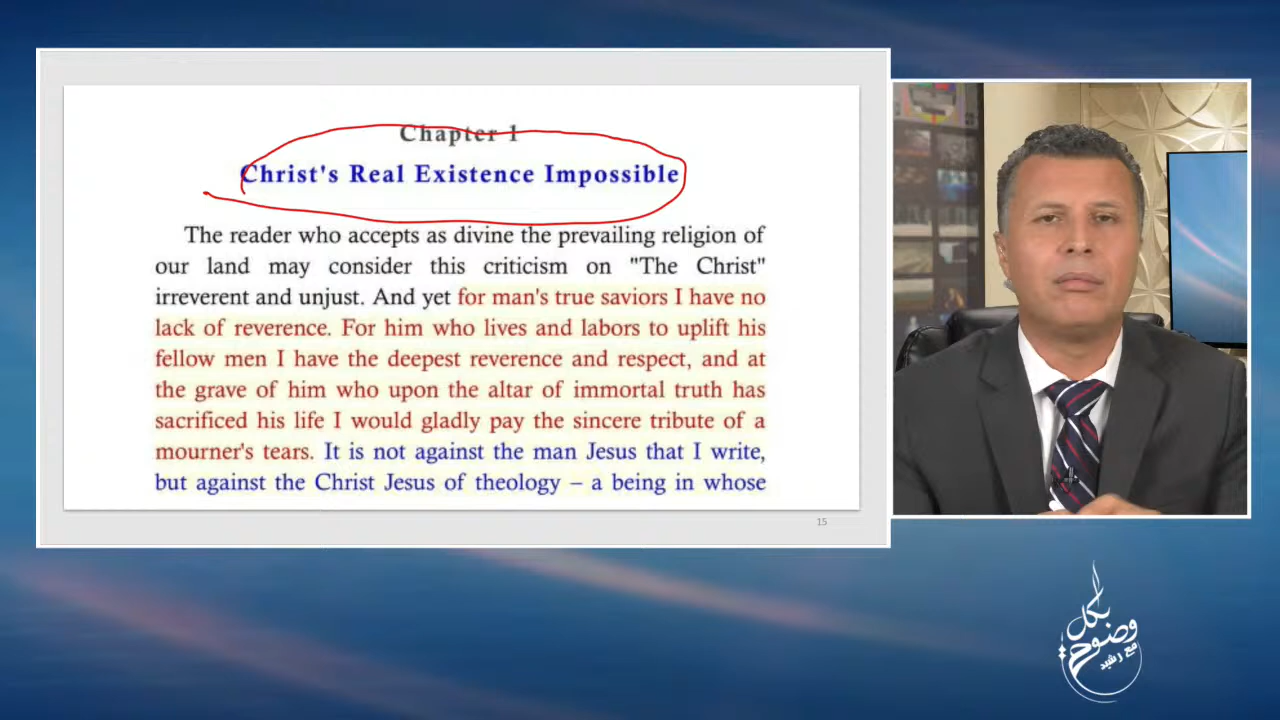 Chapter 1
Christ's Real Existence Impossible
The reader who accepts as divine the prevailing religion of
our land may consider this criticism on "The Christ"
irreverent and unjust. And yet for man's true saviors I have no
lack of reverence. For him who lives and labors to uplift his
fellow men I have the deepest reverence and respect, and at
the grave of him who upon the altar of immortal truth has
sacrificed his life I would gladly pay the sincere tribute of a
mourner's tears. It is not against the man Jesus that I write,
but against the Christ Jesus of theology – a being in whose
15
بكل
وضوح
مع رشيد